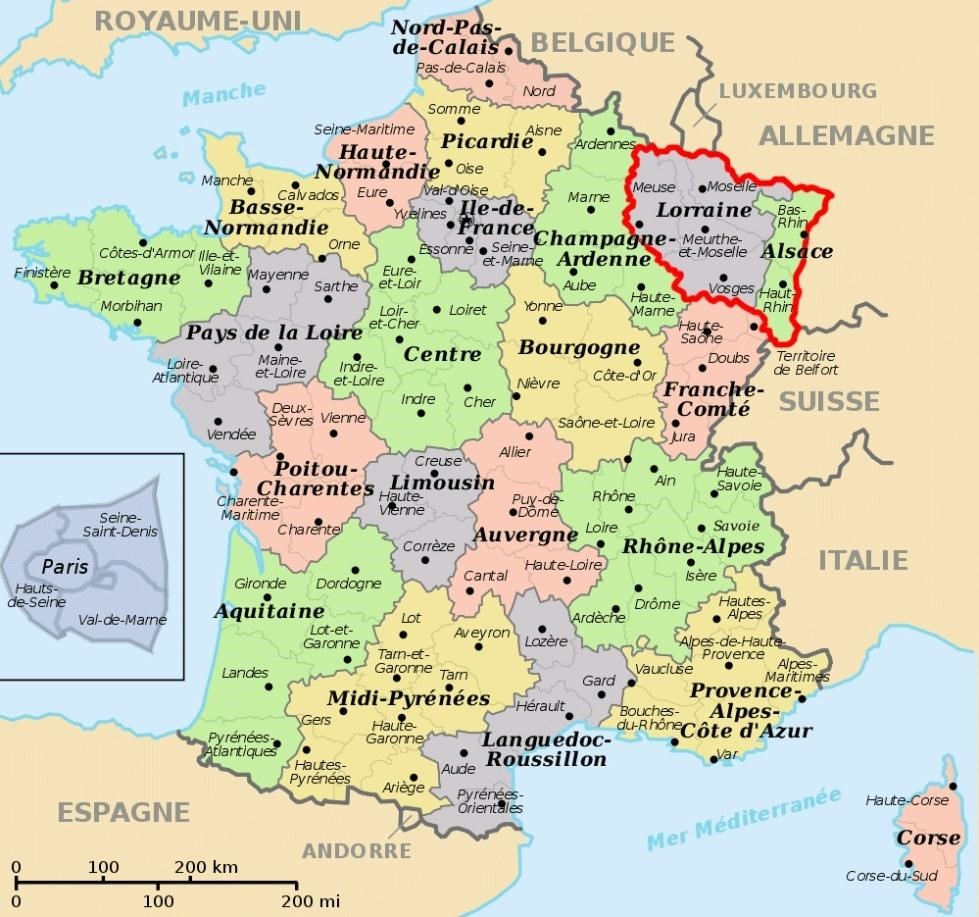 ROYAUME-UNI
Nord-Pas-
de-Calais
BELGIQUE
Pas-de-Calais
Nord
Manche
LUXEMBOURG
ALLEMAGNE
Somme
Picardie
Aisne
Oise
Ardennes
Seine-Maritime
Haute-
Normandie
Eure
Val-d'Oise
Yvelines
Ile-de-
France
Essonne
Seine-
et-Marne
Marne
Champagne-
Ardenne
Aube
Haute-
Marne
Meuse
Moselle
Lorraine
Meurthe-
et-Moselle
Vosges
Bas-
Rhin
Alsace
Haut-
Rhin
Manche
Calvados
Basse-
Normandie
Orne
Côtes-d'Armor
Ille-et-
Vilaine
Finistère
Bretagne
Morbihan
Mayenne
Sarthe
Pays de la Loire
Loire-
Atlantique
Maine-
et-Loire
Vendée
Eure-
et-Loir
Loir-
et-Cher
Loiret
Centre
Indre-
et-Loire
Indre
Cher
Yonne
Bourgogne
Côte-d'Or
Nièvre
Saône-et-Loire
Haute-
Saône
Doubs
Territoire
de Belfort
Franche-
Comté
Jura
SUISSE
Deux-
Sèvres
Vienne
Poitou-
Charentes
Charente-
Maritime
Charente
Creuse
Limousin
Haute-
Vienne
Corrèze
Allier
Puy-de-
Dôme
Auvergne
Cantal
Haute-Loire
Ain
Haute-
Savoie
Rhône
Loire
Savoie
Rhône-Alpes
Isère
Ardèche
Drôme
ITALIE
Seine-
Saint-Denis
Paris
Hauts-
de-Seine
Val-de-Marne
Gironde
Dordogne
Aquitaine
Lot-et-
Garonne
Landes
Pyrénées-
Atlantiques
Lot
Aveyron
Tarn-et-
Garonne
Tarn
Midi-Pyrénées
Gers
Haute-
Garonne
Hautes-
Pyrénées
Ariège
Lozère
Gard
Hérault
Languedoc-
Roussillon
Aude
Pyrénées-
Orientales
Hautes-
Alpes
Alpes-de-Haute-
Provence
Alpes-
Maritimes
Vaucluse
Provence-
Alpes-
Côte d'Azur
Bouches-
du-Rhône
Var
ESPAGNE
ANDORRE
Mer Méditerranée
Haute-Corse
Corse
Corse-du-Sud
0 100 200 km
0 100 200 mi